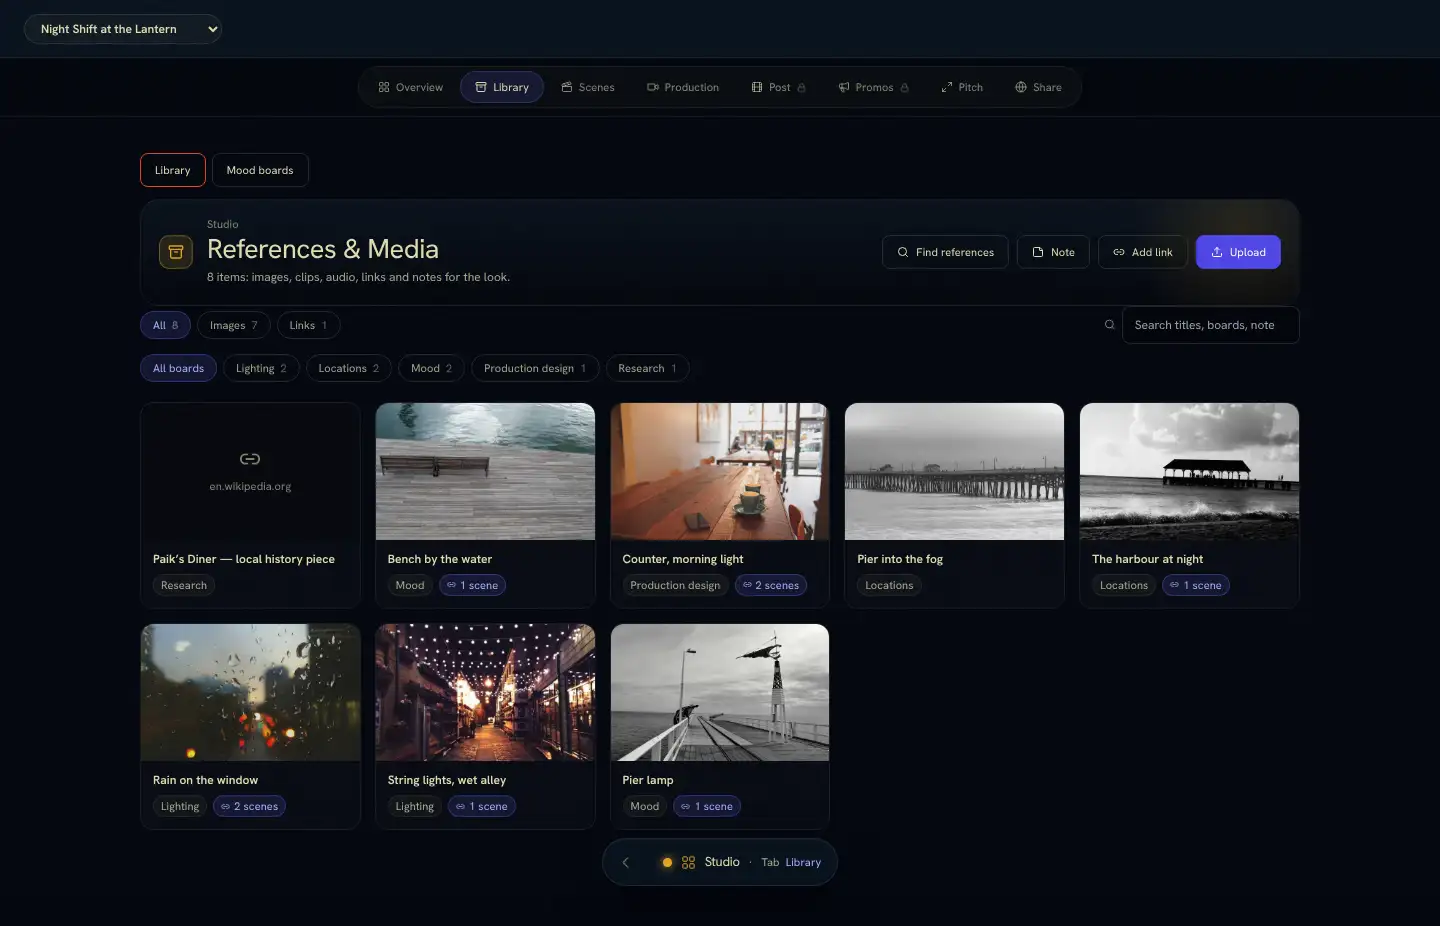 Night Shift at the Lantern
Overview
Library
Scenes
Production
Post
Promos
Pitch
Share
Library
Mood boards
Studio
References & Media
8 items: images, clips, audio, links and notes for the look.
Find references
Note
Add link
Upload
All 8
Images 7
Links 1
Search titles, boards, note
All boards
Lighting 2
Locations 2
Mood 2
Production design 1
Research 1
en.wikipedia.org
Paik’s Diner — local history piece
Research
Bench by the water
Mood
1 scene
Counter, morning light
Production design
2 scenes
Pier into the fog
Locations
The harbour at night
Locations
1 scene
Rain on the window
Lighting
2 scenes
String lights, wet alley
Lighting
1 scene
Pier lamp
Mood
1 scene
Studio · Tab Library